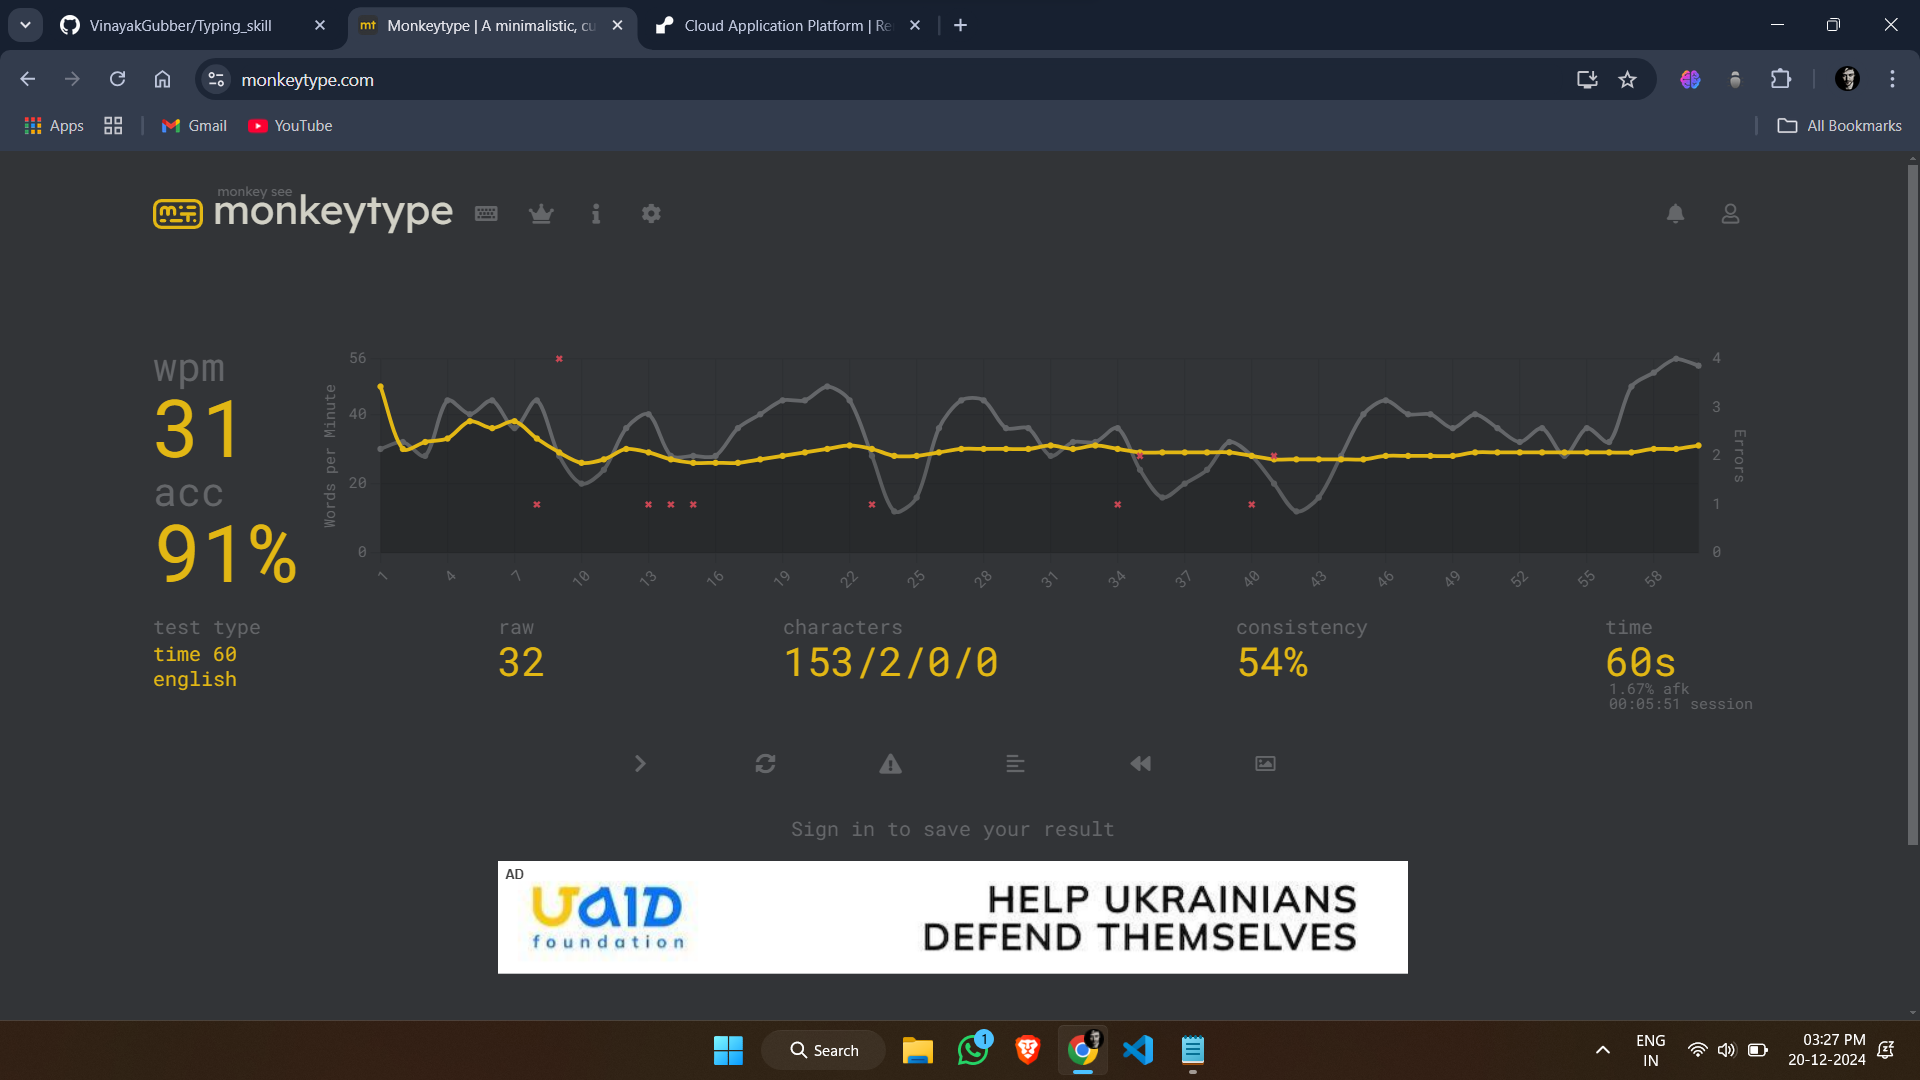 VinayakGubber/Typing_skill
mt Monkeytype | A minimalistic, cu
Cloud Application Platform | Re
monkeytype.com
Apps
Gmail
YouTube
All Bookmarks
monkey see
monkeytype
wpm
31
acc
91%
Words per Minute
56
40
20
0
4
3
2
1
0
Errors
1 4 7 10 13 16 19 22 25 28 31 34 37 40 43 46 49 52 55 58
test type
time 60
english
raw
32
characters
153/2/0/0
consistency
54%
time
60s
1.67% afk
00:05:51 session
Sign in to save your result
AD
UAID
foundation
HELP UKRAINIANS
DEFEND THEMSELVES
Search
1
ENG
IN
03:27 PM
20-12-2024